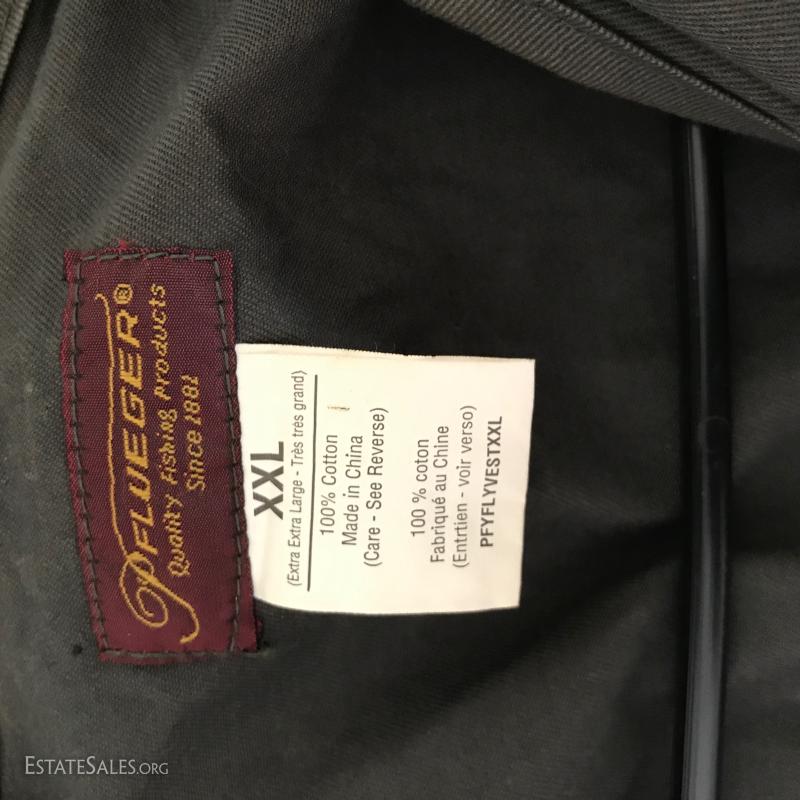 PFLUEGER®
Quality Fishing Products
Since 1881
XXL
(Extra Extra Large - Très très grand)
100% Cotton
Made in China
(Care - See Reverse)
100 % coton
Fabriqué au Chine
(Entrtien - voir verso)
PFYFLYVESTXXL
ESTATESALES.ORG